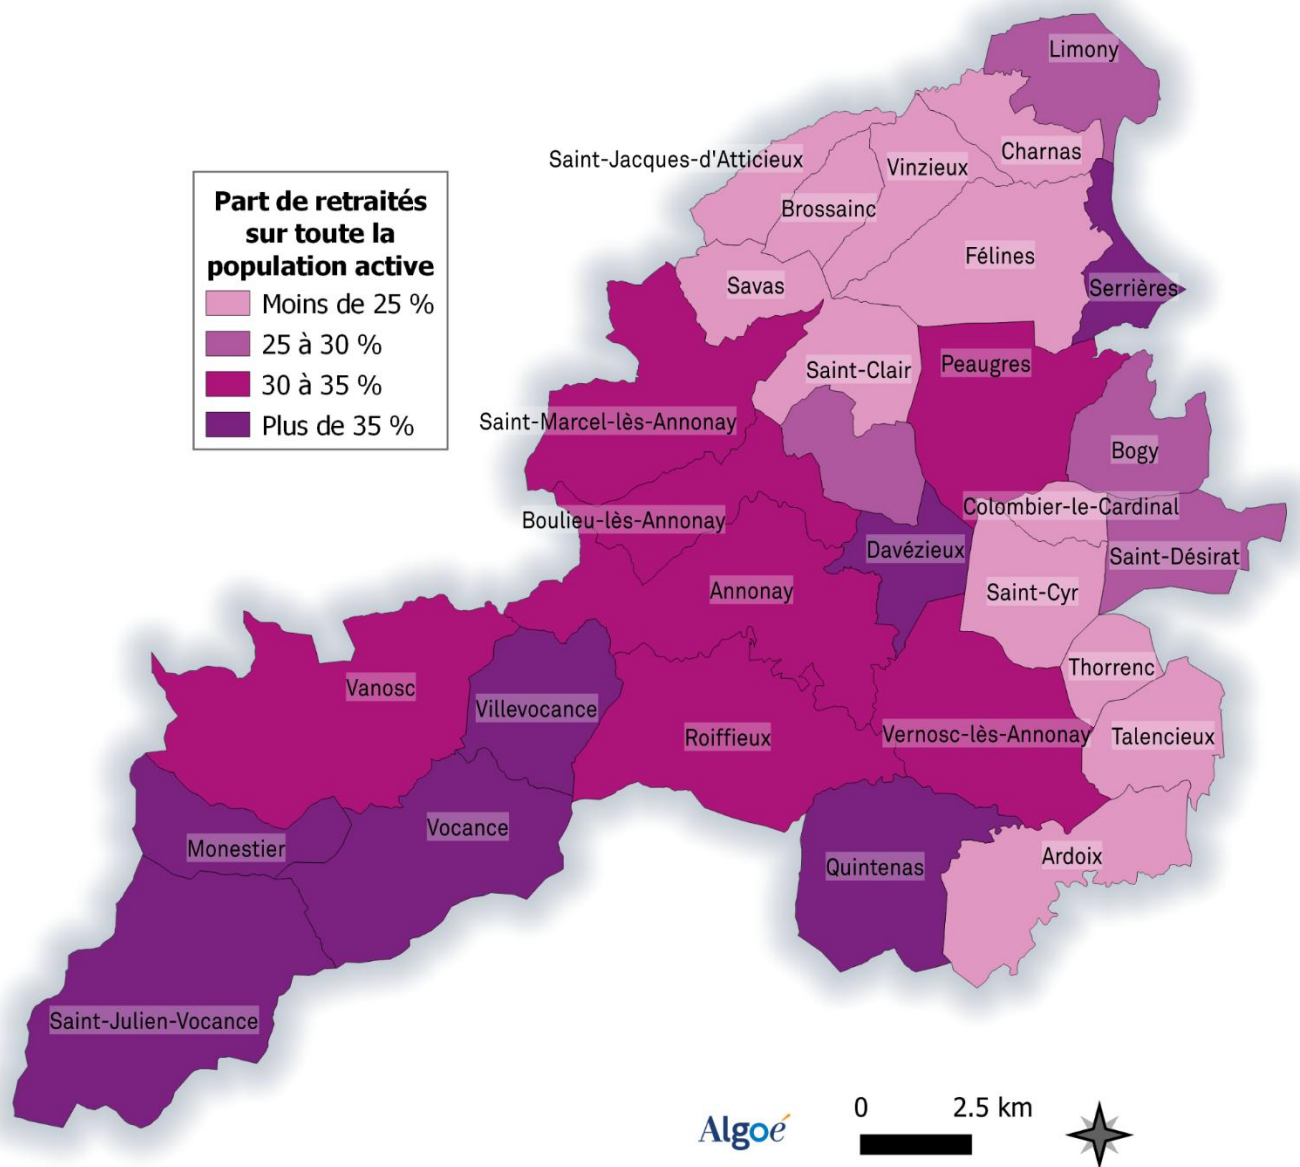 Limony
Charnas
Saint-Jacques-d'Atticieux
Vinzieux
Brossainc
Félines
Savas
Serrières
Part de retraités
sur toute la
population active
Moins de 25 %
25 à 30 %
30 à 35 %
Plus de 35 %
Saint-Clair
Peaugres
Saint-Marcel-lès-Annonay
Bogy
Colombier-le-Cardinal
Boulieu-lès-Annonay
Davézieux
Saint-Désirat
Annonay
Saint-Cyr
Thorrenc
Vanosc
Villevocance
Roiffieux
Vernosc-lès-Annonay
Talencieux
Vocance
Monestier
Quintenas
Ardoix
Saint-Julien-Vocance
Algoé
0 2.5 km